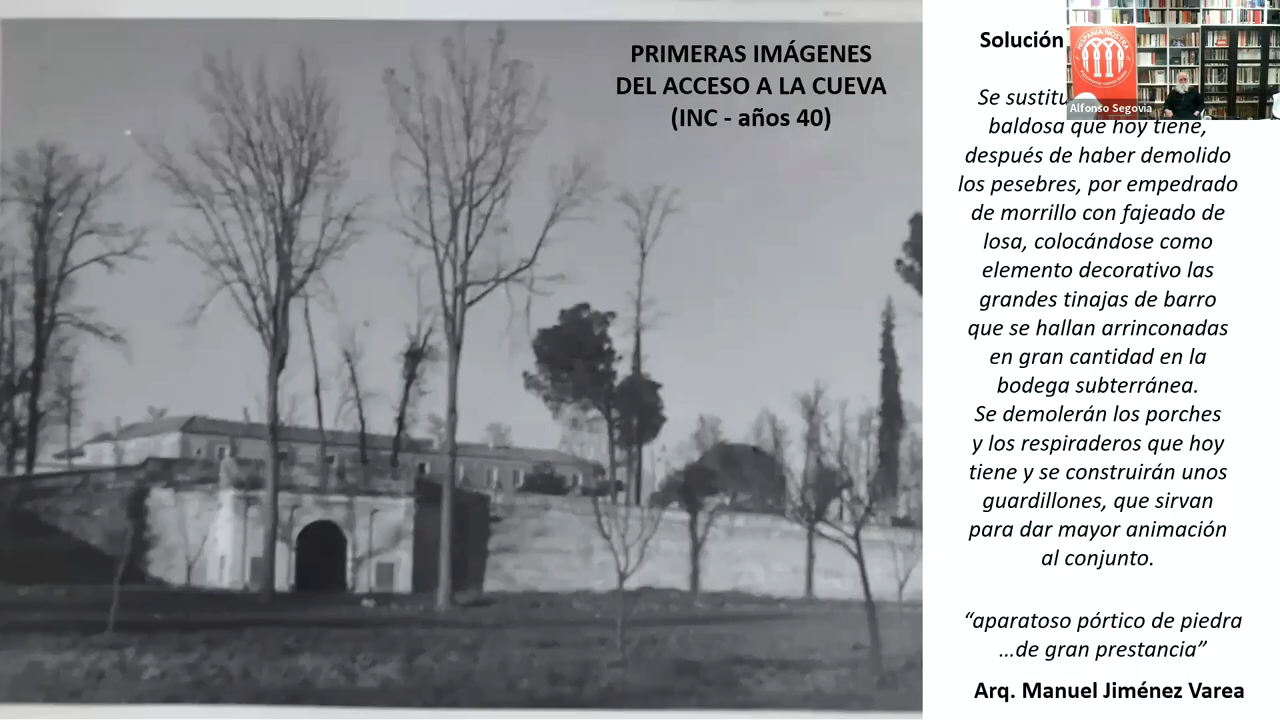 PRIMERAS IMÁGENES
DEL ACCESO A LA CUEVA
(INC - años 40)
Solución
HISPANIA NOSTRA
Alfonso Segovia
Se
baldosa que hoy tiene,
después de haber demolido
los pesebres, por empedrado
de morrillo con fajeado de
losa, colocándose como
elemento decorativo las
grandes tinajas de barro
que se hallan arrinconadas
en gran cantidad en la
bodega subterránea.
Se demolerán los porches
y los respiraderos que hoy
tiene y se construirán unos
guardillones, que sirvan
para dar mayor animación
al conjunto.
“aparatoso pórtico de piedra
...de gran prestancia”
Arq. Manuel Jiménez Varea